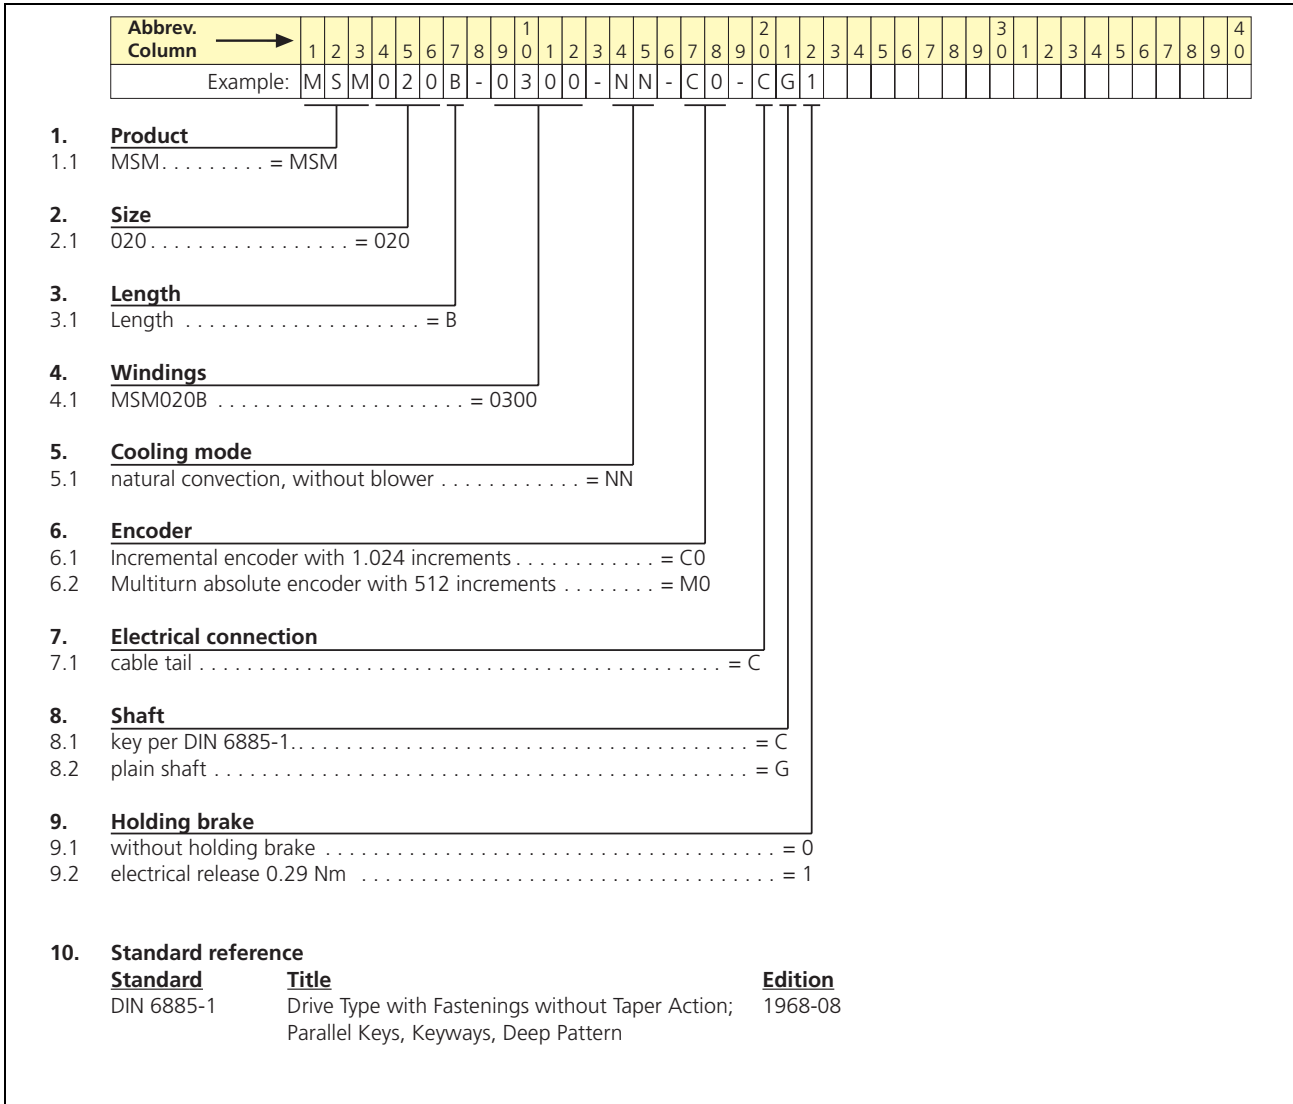 Abbrev. 1 2 3 4
Column 1 2 3 4 5 6 7 8 9 0 1 2 3 4 5 6 7 8 9 0 1 2 3 4 5 6 7 8 9 0 1 2 3 4 5 6 7 8 9 0
Example: M S M 0 2 0 B - 0 3 0 0 - N N - C 0 - C G 1
1. Product
1.1 MSM. . . . . . . . . = MSM
2. Size
2.1 020. . . . . . . . . . . . . . . . . = 020
3. Length
3.1 Length . . . . . . . . . . . . . . . . . . . . = B
4. Windings
4.1 MSM020B . . . . . . . . . . . . . . . . . . . . . = 0300
5. Cooling mode
5.1 natural convection, without blower . . . . . . . . . . . . = NN
6. Encoder
6.1 Incremental encoder with 1.024 increments . . . . . . . . . . . . = C0
6.2 Multiturn absolute encoder with 512 increments . . . . . . . . = M0
7. Electrical connection
7.1 cable tail . . . . . . . . . . . . . . . . . . . . . . . . . . . . . . . . . . . . . . . . . . . . = C
8. Shaft
8.1 key per DIN 6885-1. . . . . . . . . . . . . . . . . . . . . . . . . . . . . . . . . . . . . . . = C
8.2 plain shaft . . . . . . . . . . . . . . . . . . . . . . . . . . . . . . . . . . . . . . . . . . . . . = G
9. Holding brake
9.1 without holding brake . . . . . . . . . . . . . . . . . . . . . . . . . . . . . . . . . . . . . . = 0
9.2 electrical release 0.29 Nm . . . . . . . . . . . . . . . . . . . . . . . . . . . . . . . . . . . = 1
10. Standard reference
Standard Title Edition
DIN 6885-1 Drive Type with Fastenings without Taper Action; 1968-08
Parallel Keys, Keyways, Deep Pattern